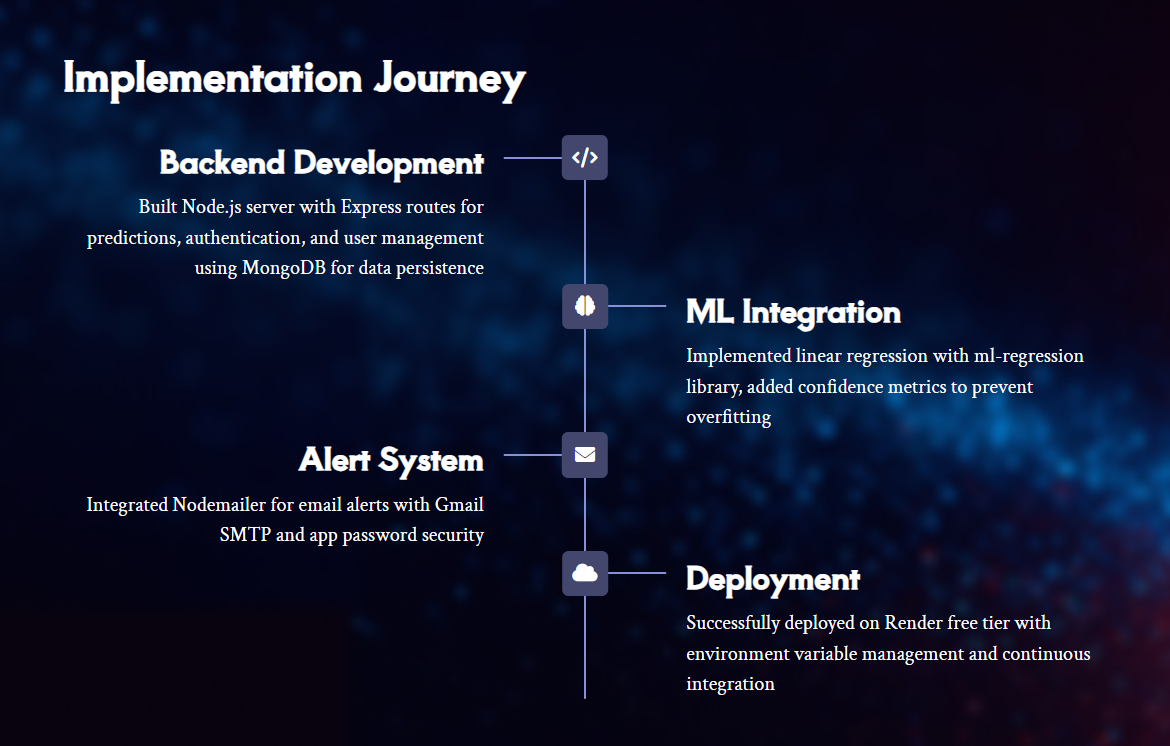 Implementation Journey
Backend Development
Built Node.js server with Express routes for
predictions, authentication, and user management
using MongoDB for data persistence
ML Integration
Implemented linear regression with ml-regression
library, added confidence metrics to prevent
overfitting
Alert System
Integrated Nodemailer for email alerts with Gmail
SMTP and app password security
Deployment
Successfully deployed on Render free tier with
environment variable management and continuous
integration